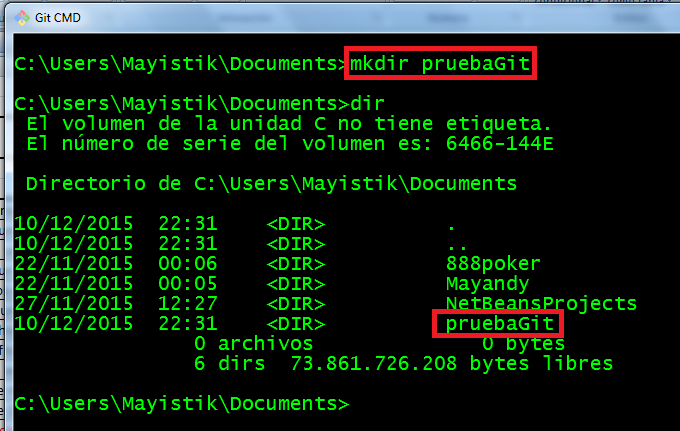 Git CMD
C:\Users\Mayistik\Documents>mkdir pruebaGit
C:\Users\Mayistik\Documents>dir
El volumen de la unidad C no tiene etiqueta.
El número de serie del volumen es: 6466-144E
Directorio de C:\Users\Mayistik\Documents
10/12/2015  22:31    <DIR>          .
10/12/2015  22:31    <DIR>          ..
22/11/2015  00:06    <DIR>          888poker
22/11/2015  00:05    <DIR>          Mayandy
27/11/2015  12:27    <DIR>          NetBeansProjects
10/12/2015  22:31    <DIR>          pruebaGit
0 archivos              0 bytes
6 dirs  73.861.726.208 bytes libres
C:\Users\Mayistik\Documents>